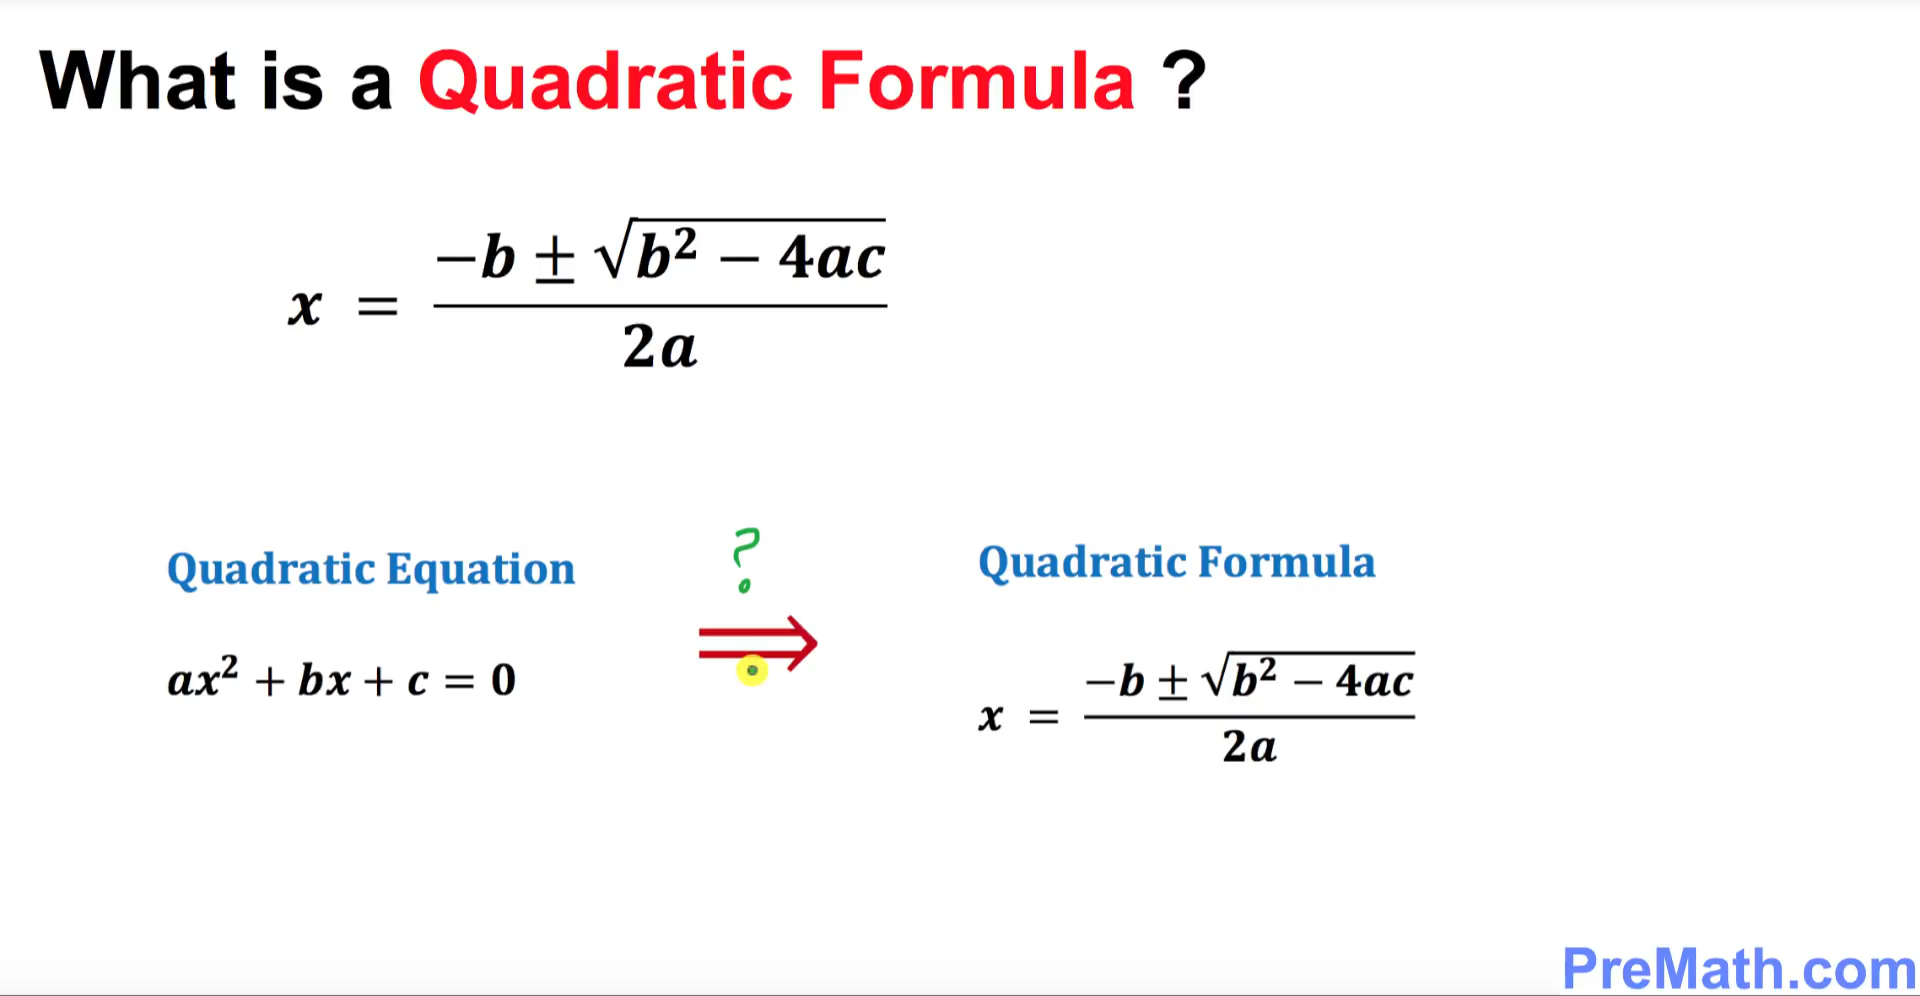 What is a Quadratic Formula ?
x = −b ± √b² − 4ac
2a
Quadratic Equation
?
Quadratic Formula
ax² + bx + c = 0
⇒
x = −b ± √b² − 4ac
2a
PreMath.com